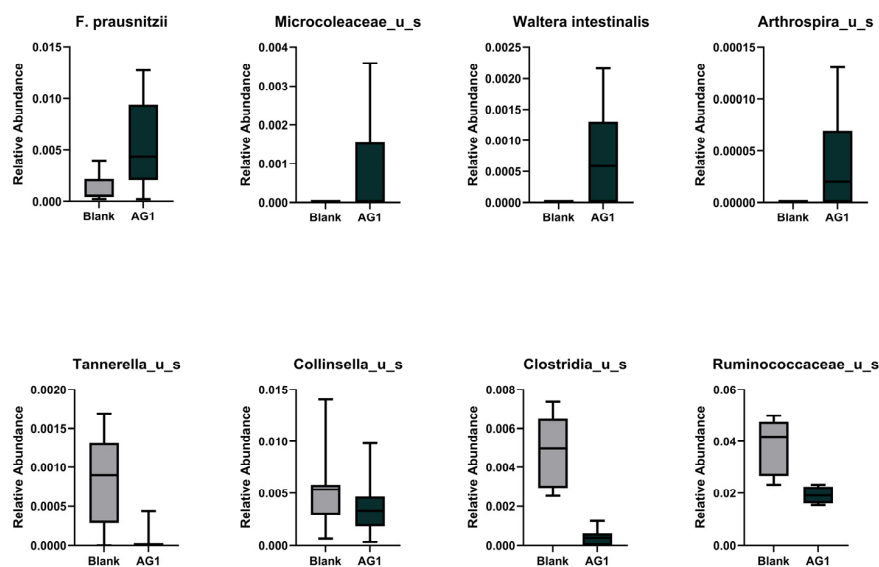 F. prausnitzii
Relative Abundance
0.015
0.010
0.005
0.000
Blank AG1
Microcoleaceae_u_s
Relative Abundance
0.004
0.003
0.002
0.001
0.000
Blank AG1
Waltera intestinalis
Relative Abundance
0.0025
0.0020
0.0015
0.0010
0.0005
0.0000
Blank AG1
Arthrospira_u_s
Relative Abundance
0.00015
0.00010
0.00005
0.00000
Blank AG1
Tannerella_u_s
Relative Abundance
0.0020
0.0015
0.0010
0.0005
0.0000
Blank AG1
Collinsella_u_s
Relative Abundance
0.015
0.010
0.005
0.000
Blank AG1
Clostridia_u_s
Relative Abundance
0.008
0.006
0.004
0.002
0.000
Blank AG1
Ruminococcaceae_u_s
Relative Abundance
0.06
0.04
0.02
0.00
Blank AG1